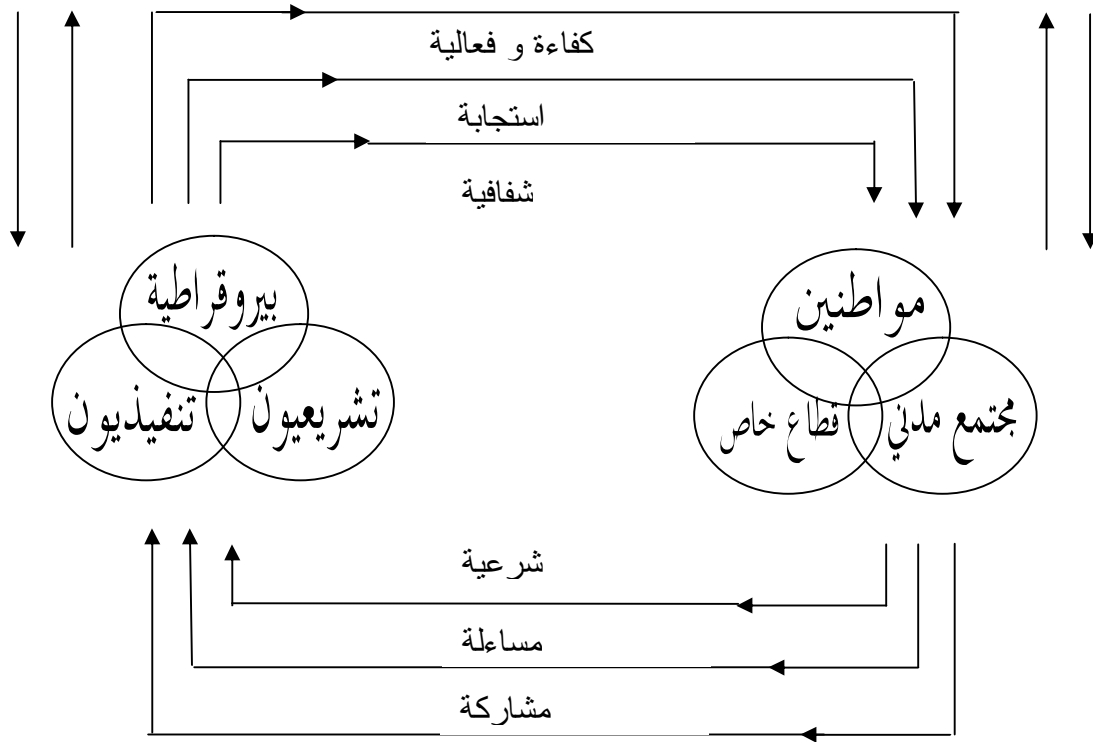 كفاءة و فعالية
استجابة
شفافية
مواطنين
بيروقراطية
مجتمع مدني
قطاع خاص
تشريعيون
تنفيذيون
شرعية
مساءلة
مشاركة